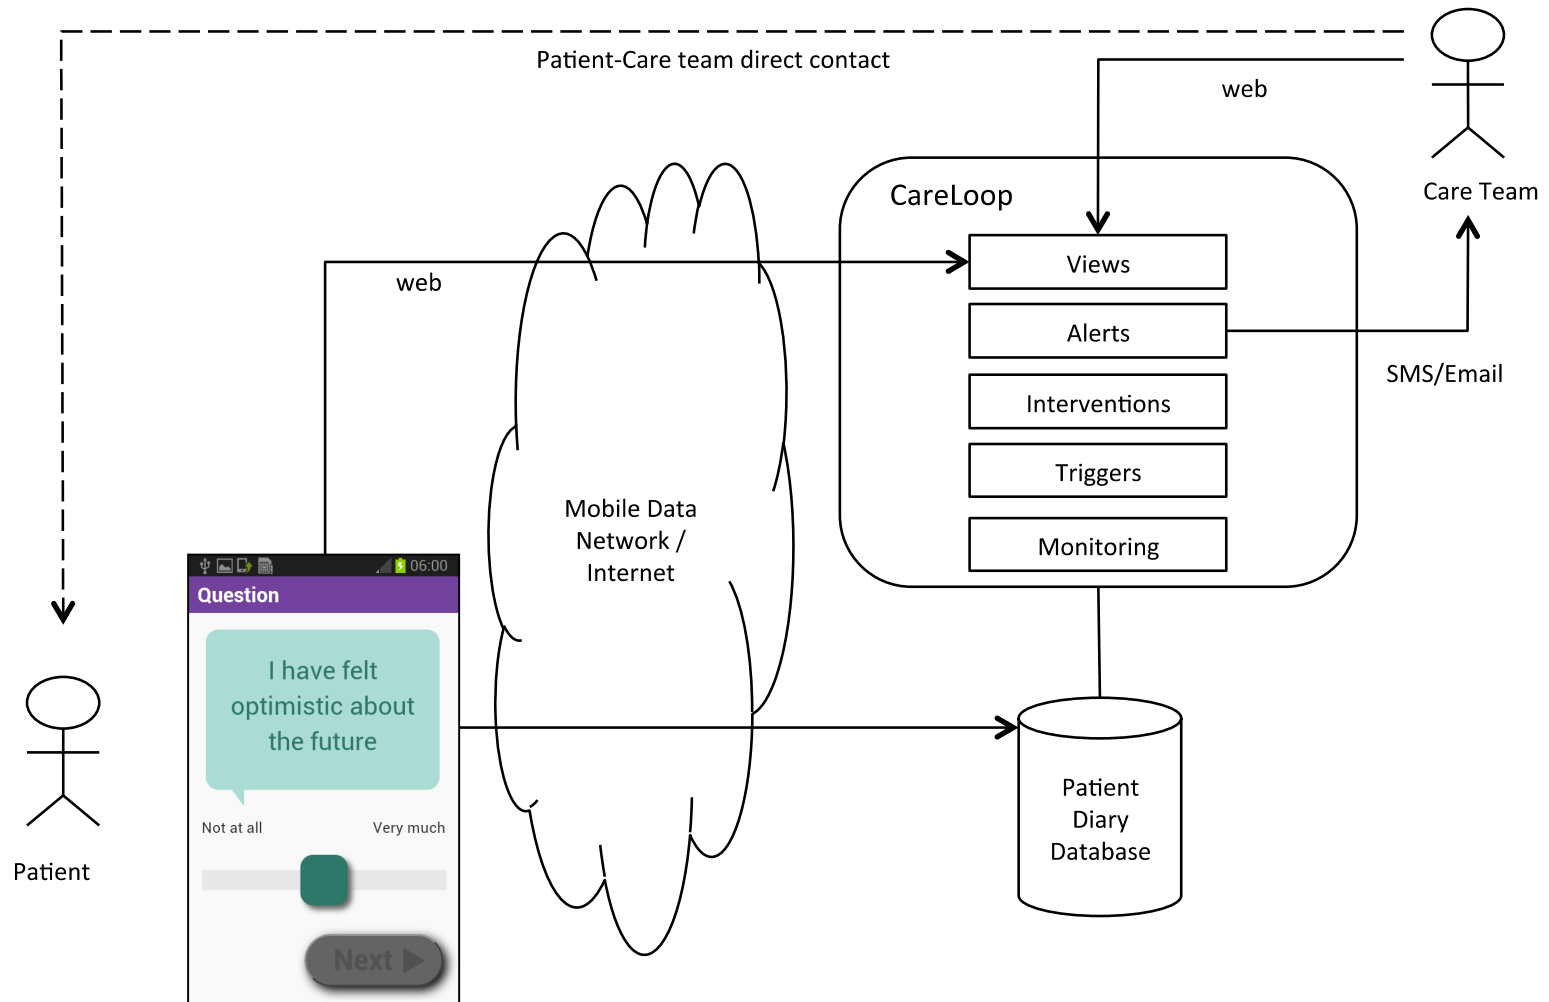 Patient-Care team direct contact
web
Care Team
CareLoop
Views
web
Alerts
SMS/Email
Interventions
Triggers
Monitoring
Mobile Data
Network /
Internet
06:00
Question
I have felt
optimistic about
the future
Not at all
Very much
Next
Patient
Patient
Diary
Database